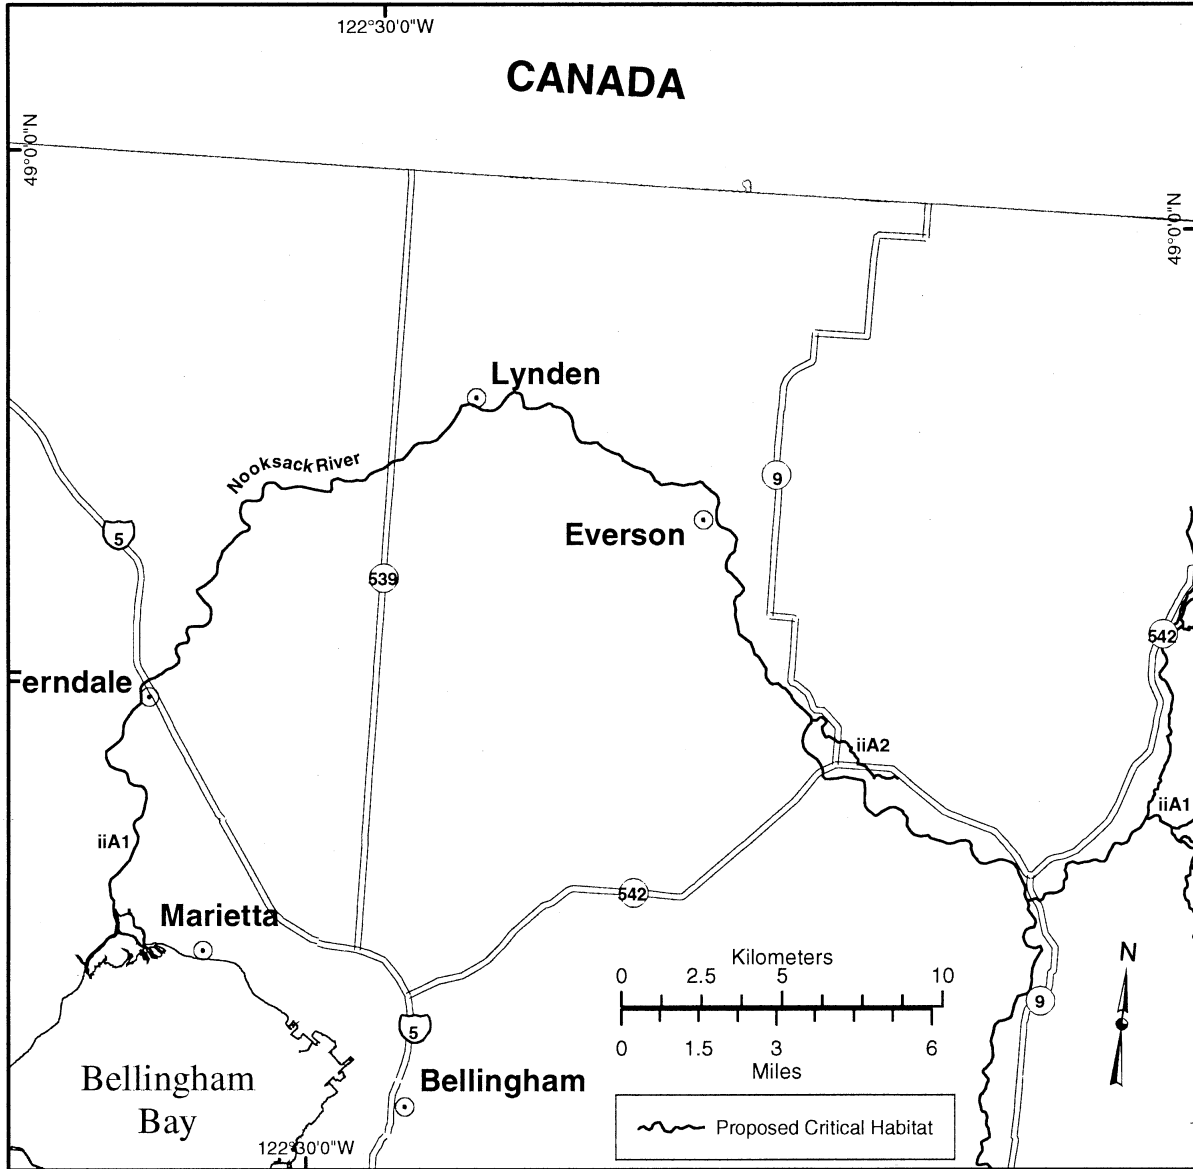 122°30'0"W
CANADA
49°0'0"N
49°0'0"N
Lynden
Nooksack River
9
Everson
5
539
542
Ferndale
iiA2
iiA1
iiA1
542
Marietta
N
Kilometers
0 2.5 5 10
9
5
0 1.5 3 6
Miles
Bellingham
Bay
Bellingham
Proposed Critical Habitat
122°30'0"W